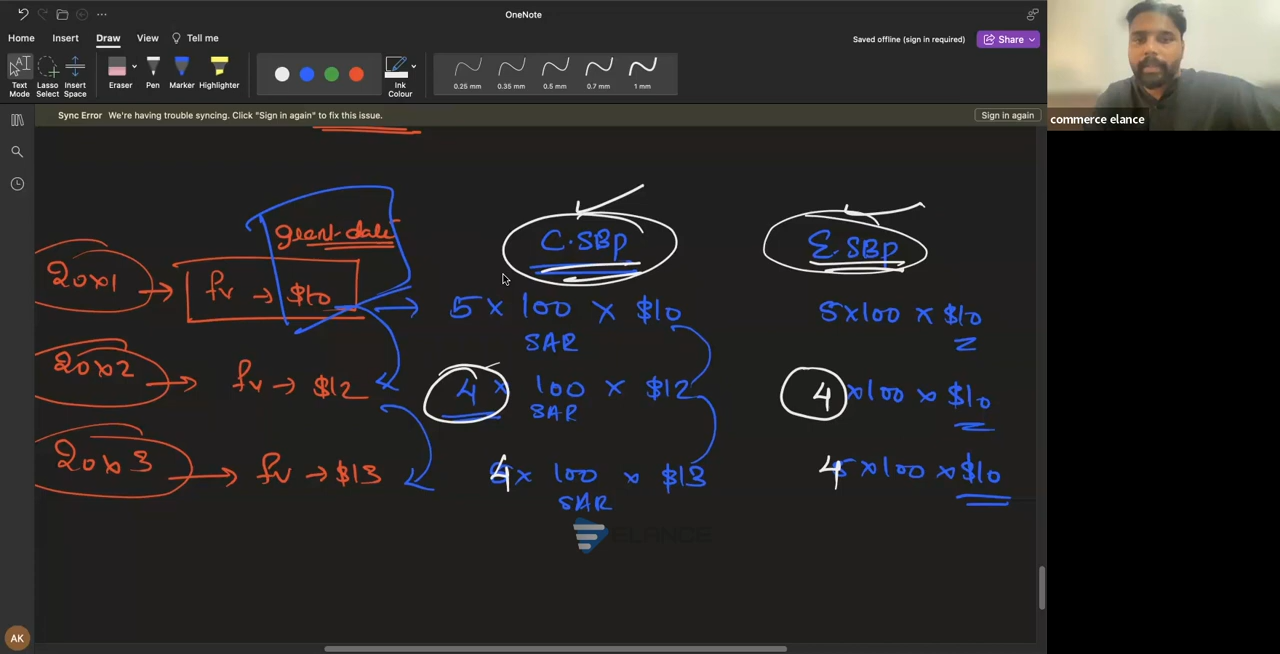 OneNote
Home Insert Draw View Tell me
Saved offline (sign in required) Share
Text Mode
Lasso Select
Insert Space
Eraser
Pen
Marker
Highlighter
Ink Colour
0.25 mm 0.35 mm 0.5 mm 0.7 mm 1 mm
Sync Error We're having trouble syncing. Click "Sign in again" to fix this issue. Sign in again
commerce elance
grant-date
C.SBP
E.SBP
20x1 → fv → $10 → 5 x 100 x $10
SAR
5x100 x $10
20x2 → fv → $12
4 x 100 x $12
SAR
4 x100 x $10
20x3 → fv → $13
4 x 100 x $13
SAR
4 x100 x $10
ELANCE
AK